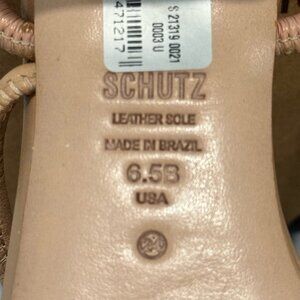 S 21319 0021
0003 U
471217
SCHUTZ
LEATHER SOLE
MADE IN BRAZIL
6.5B
USA